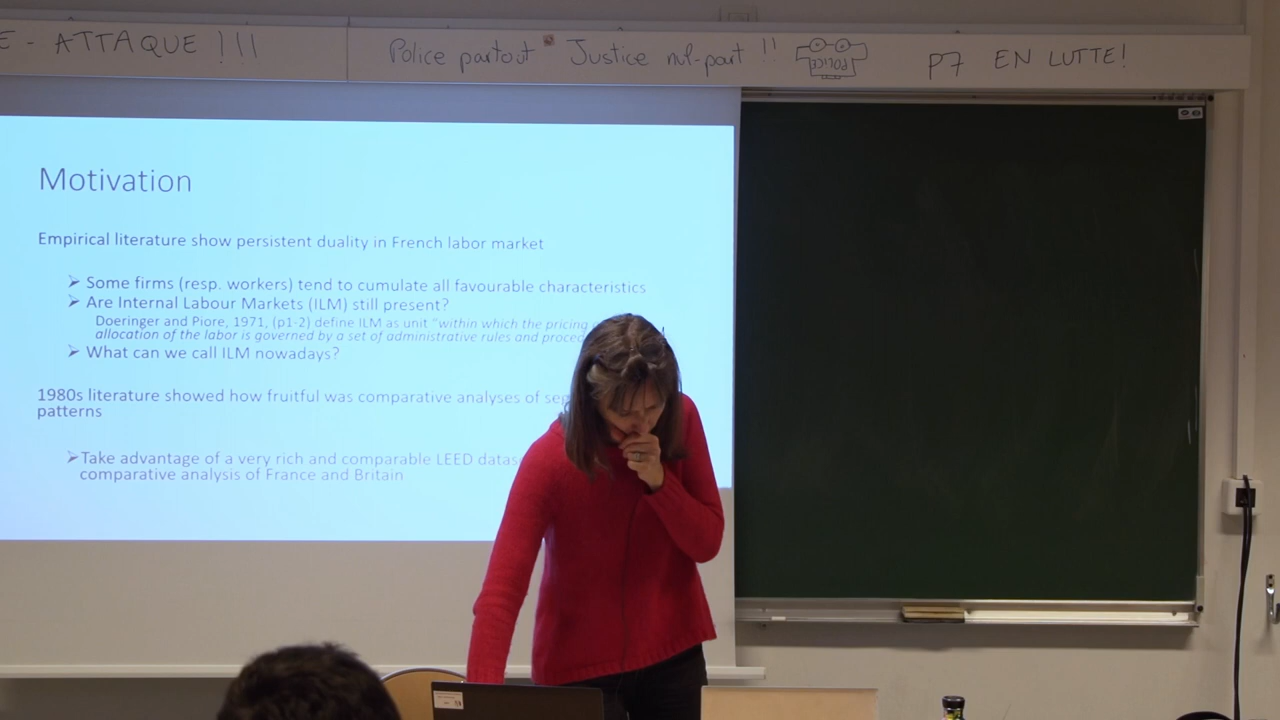 E - ATTAQUE !!!
Police partout Justice nul-part !!
POLICE
P7 EN LUTTE!
Motivation
Empirical literature show persistent duality in French labor market
➢ Some firms (resp. workers) tend to cumulate all favourable characteristics
➢ Are Internal Labour Markets (ILM) still present?
Doeringer and Piore, 1971, (p1-2) define ILM as unit "within which the pricing
allocation of the labor is governed by a set of administrative rules and proced
➢ What can we call ILM nowadays?
1980s literature showed how fruitful was comparative analyses of seg
patterns
➢Take advantage of a very rich and comparable LEED datas
comparative analysis of France and Britain